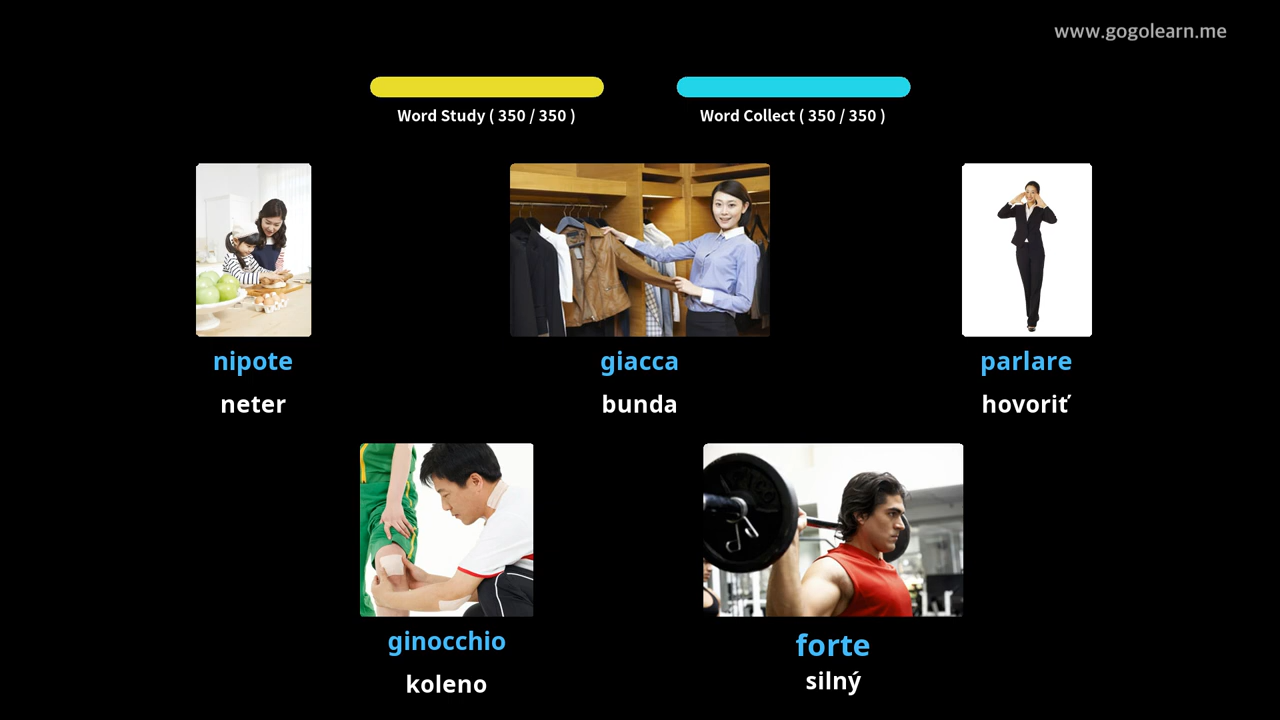 www.gogolearn.me
Word Study ( 350 / 350 )
Word Collect ( 350 / 350 )
nipote
neter
giacca
bunda
parlare
hovoriť
ginocchio
koleno
forte
silný